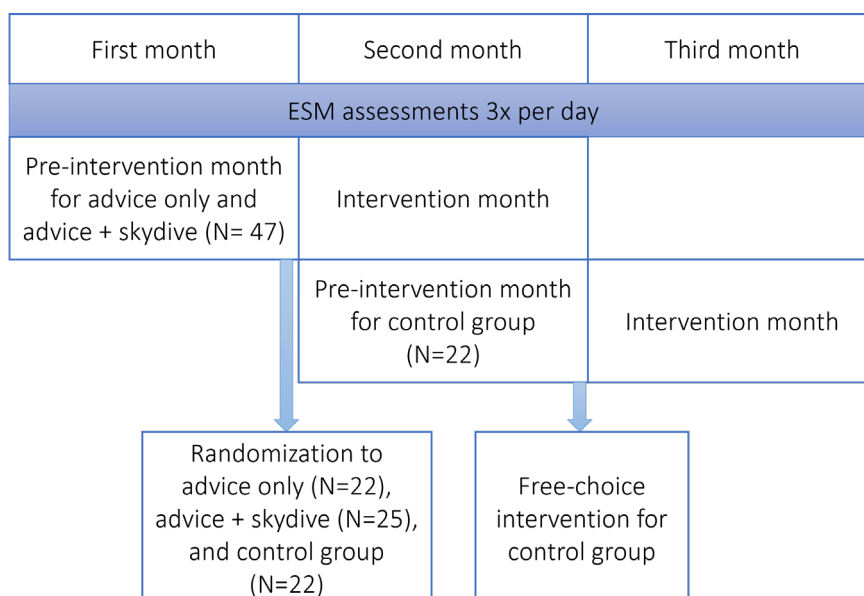 First month
Second month
Third month
ESM assessments 3x per day
Pre-intervention month
for advice only and
advice + skydive (N= 47)
Intervention month
Pre-intervention month
for control group
(N=22)
Intervention month
Randomization to
advice only (N=22),
advice + skydive (N=25),
and control group
(N=22)
Free-choice
intervention for
control group